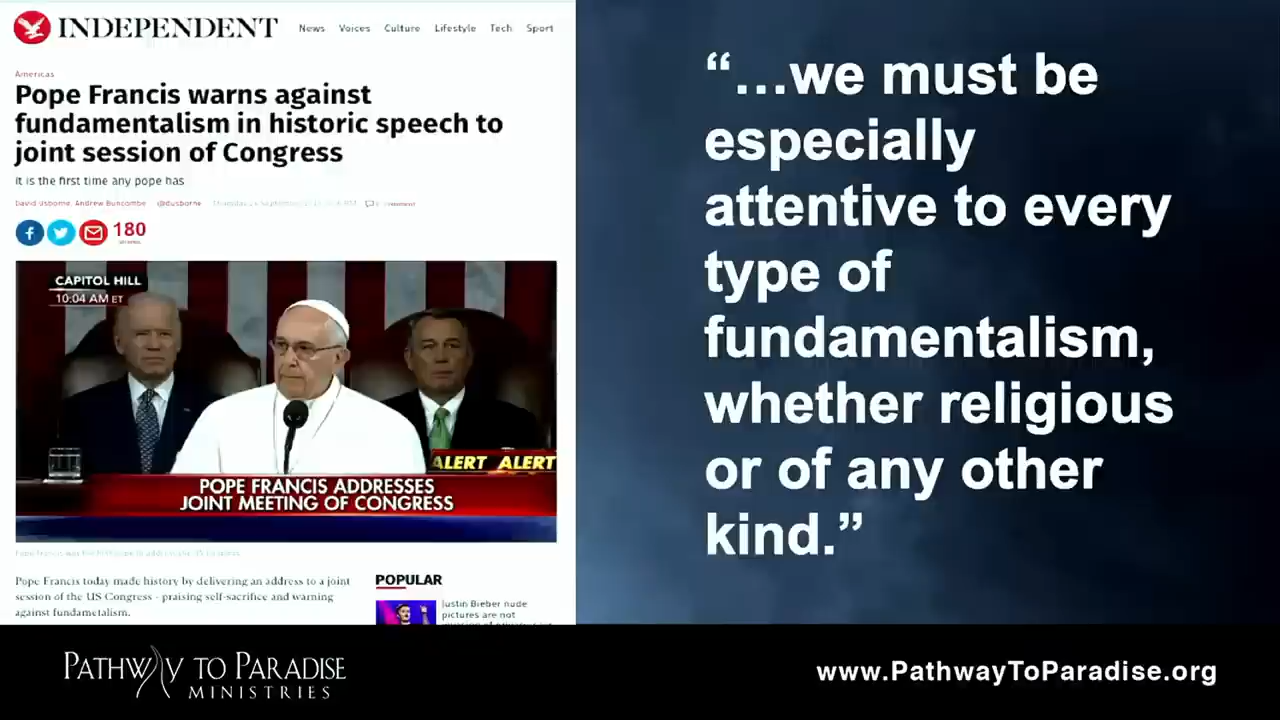 INDEPENDENT
News Voices Culture Lifestyle Tech Sport
Americas
Pope Francis warns against
fundamentalism in historic speech to
joint session of Congress
It is the first time any pope has
David Usborne, Andrew Buncombe @dusborne
180
CAPITOL HILL
10:04 AM ET
ALERT ALERT
POPE FRANCIS ADDRESSES
JOINT MEETING OF CONGRESS
Pope Francis today made history by delivering an address to a joint
session of the US Congress - praising self-sacrifice and warning
against fundametalism.
POPULAR
Justin Bieber nude
pictures are not
“…we must be
especially
attentive to every
type of
fundamentalism,
whether religious
or of any other
kind.”
PATHWAY TO PARADISE
MINISTRIES
www.PathwayToParadise.org